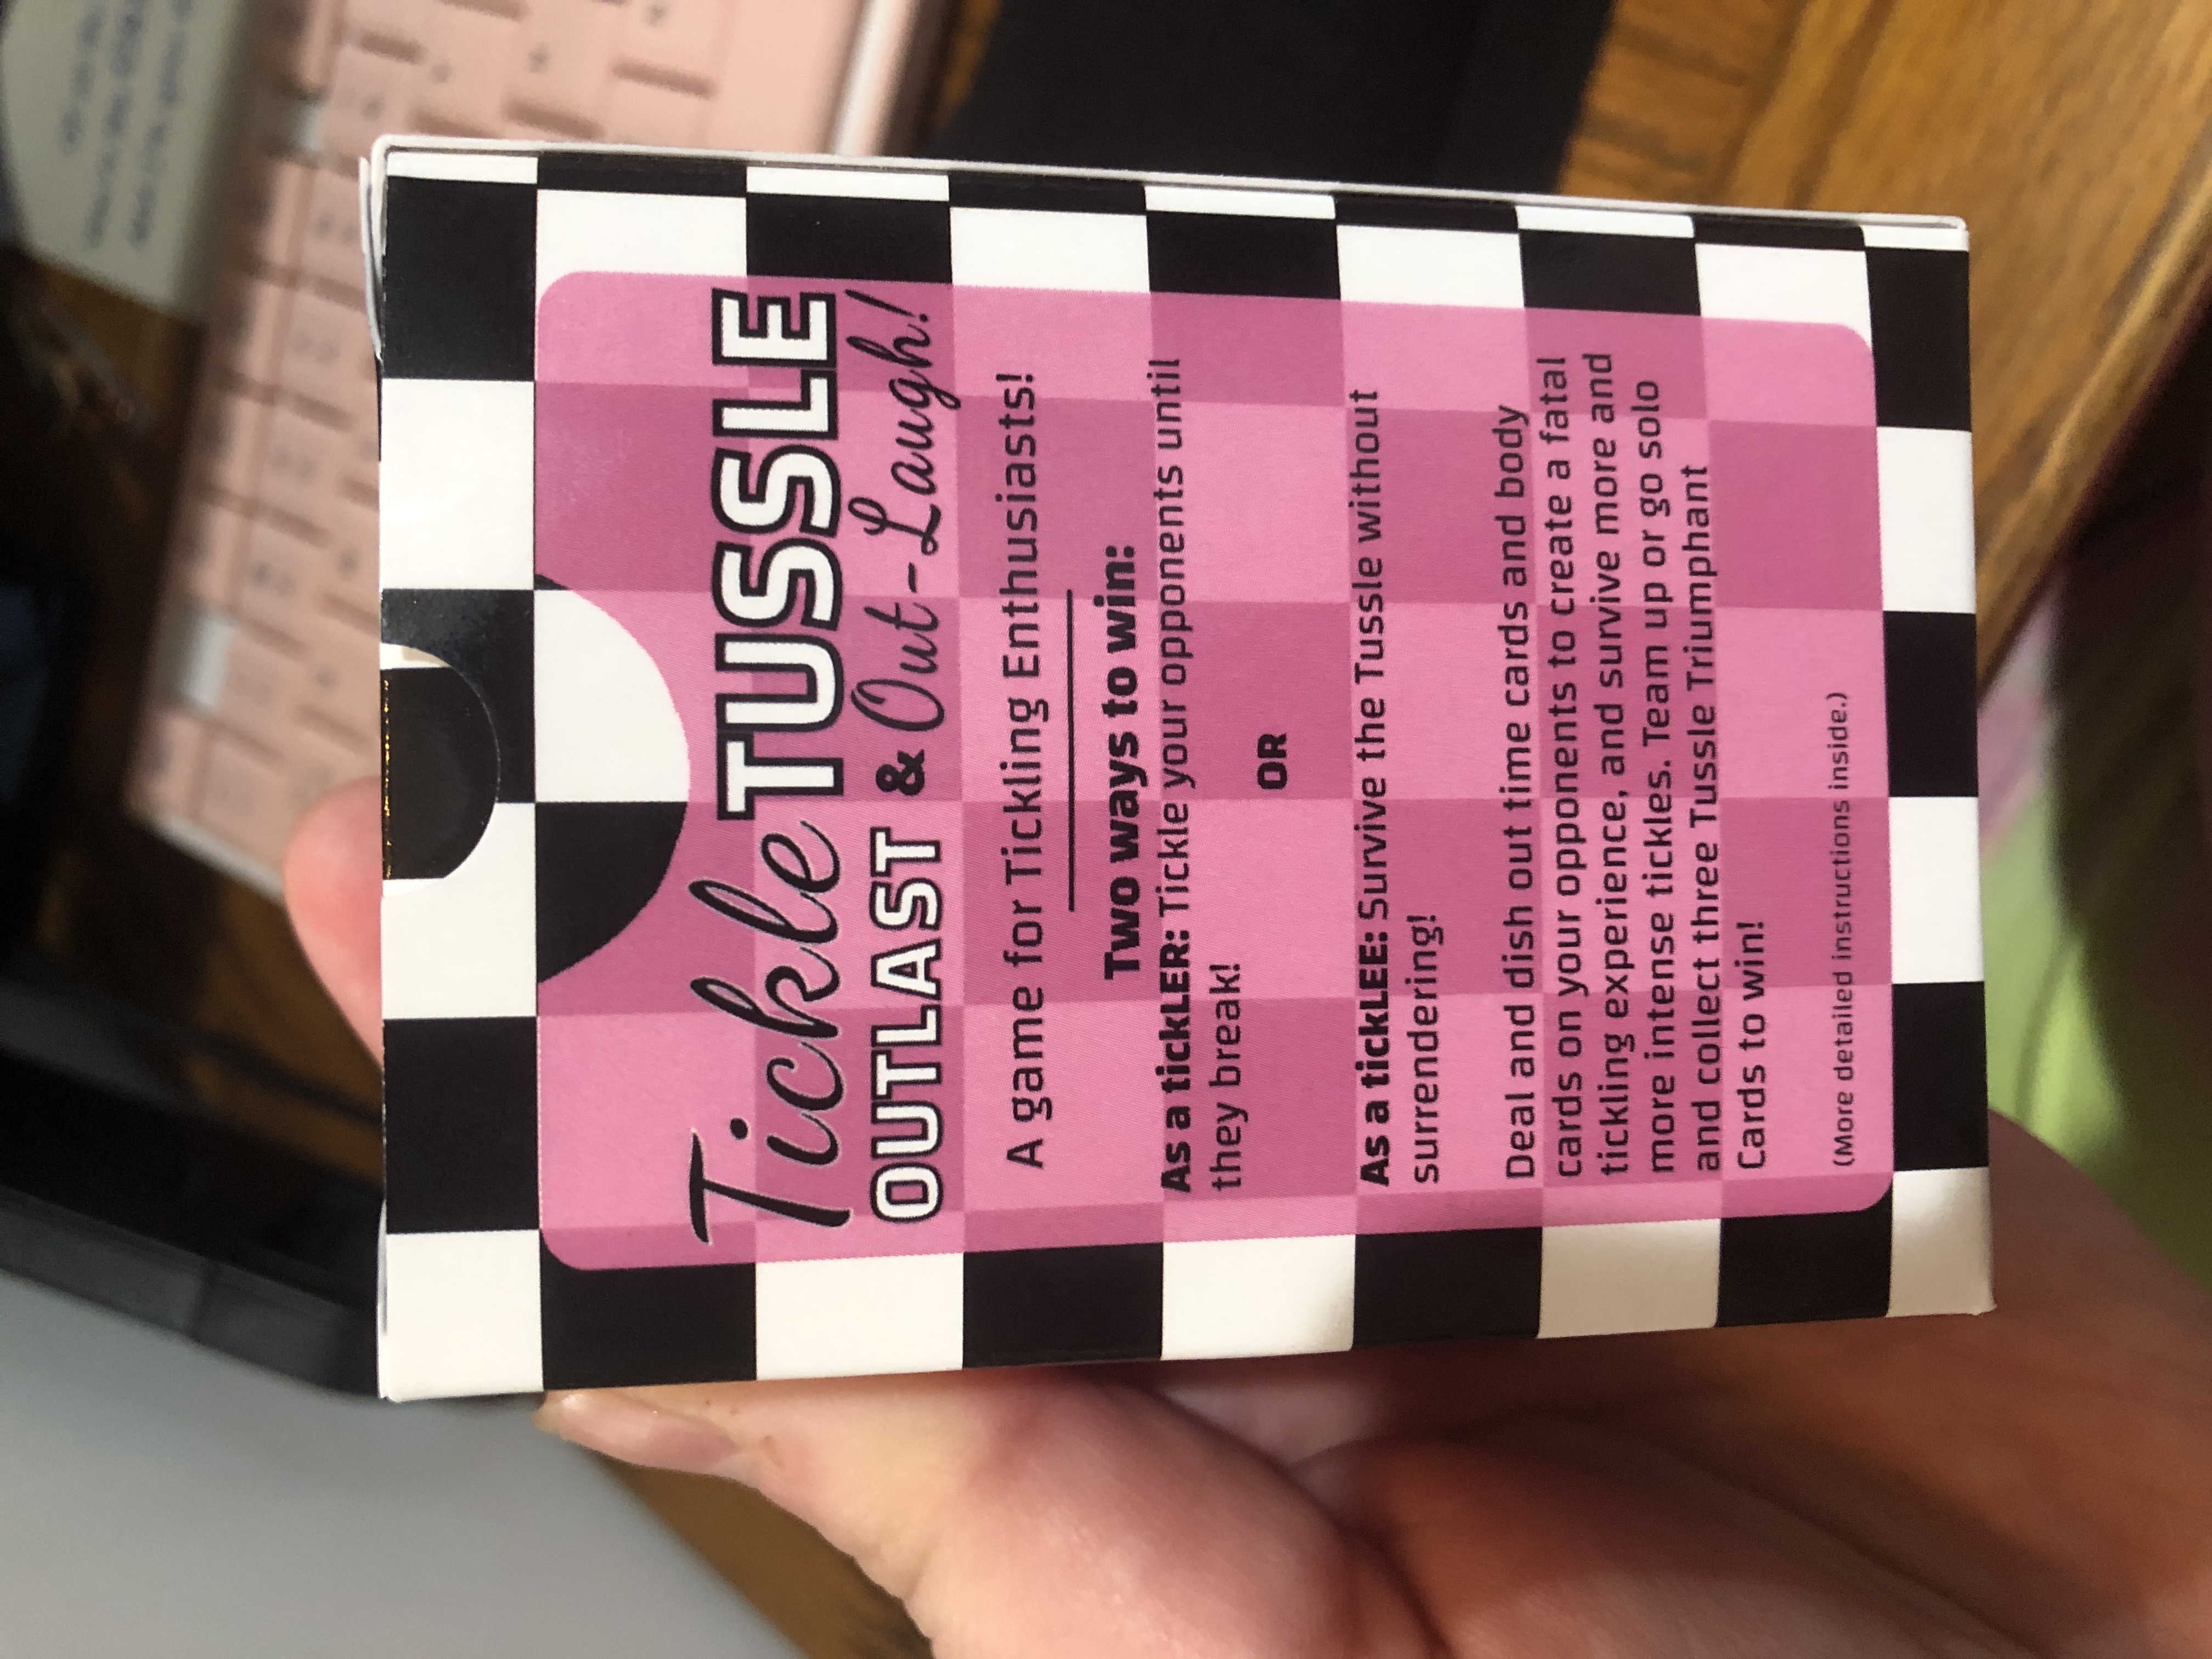 Tickle TUSSLE
OUTLAST & Out-Laugh!
A game for Tickling Enthusiasts!
Two ways to win:
As a tickLER: Tickle your opponents until
they break!
OR
As a tickLEE: Survive the Tussle without
surrendering!
Deal and dish out time cards and body
cards on your opponents to create a fatal
tickling experience, and survive more and
more intense tickles. Team up or go solo
and collect three Tussle Triumphant
Cards to win!
(More detailed instructions inside.)